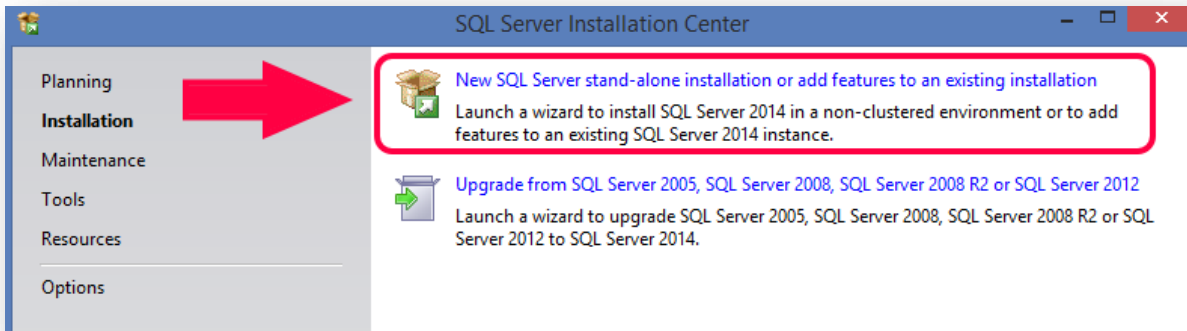 SQL Server Installation Center
Planning
Installation
Maintenance
Tools
Resources
Options
New SQL Server stand-alone installation or add features to an existing installation
Launch a wizard to install SQL Server 2014 in a non-clustered environment or to add
features to an existing SQL Server 2014 instance.
Upgrade from SQL Server 2005, SQL Server 2008, SQL Server 2008 R2 or SQL Server 2012
Launch a wizard to upgrade SQL Server 2005, SQL Server 2008, SQL Server 2008 R2 or SQL
Server 2012 to SQL Server 2014.